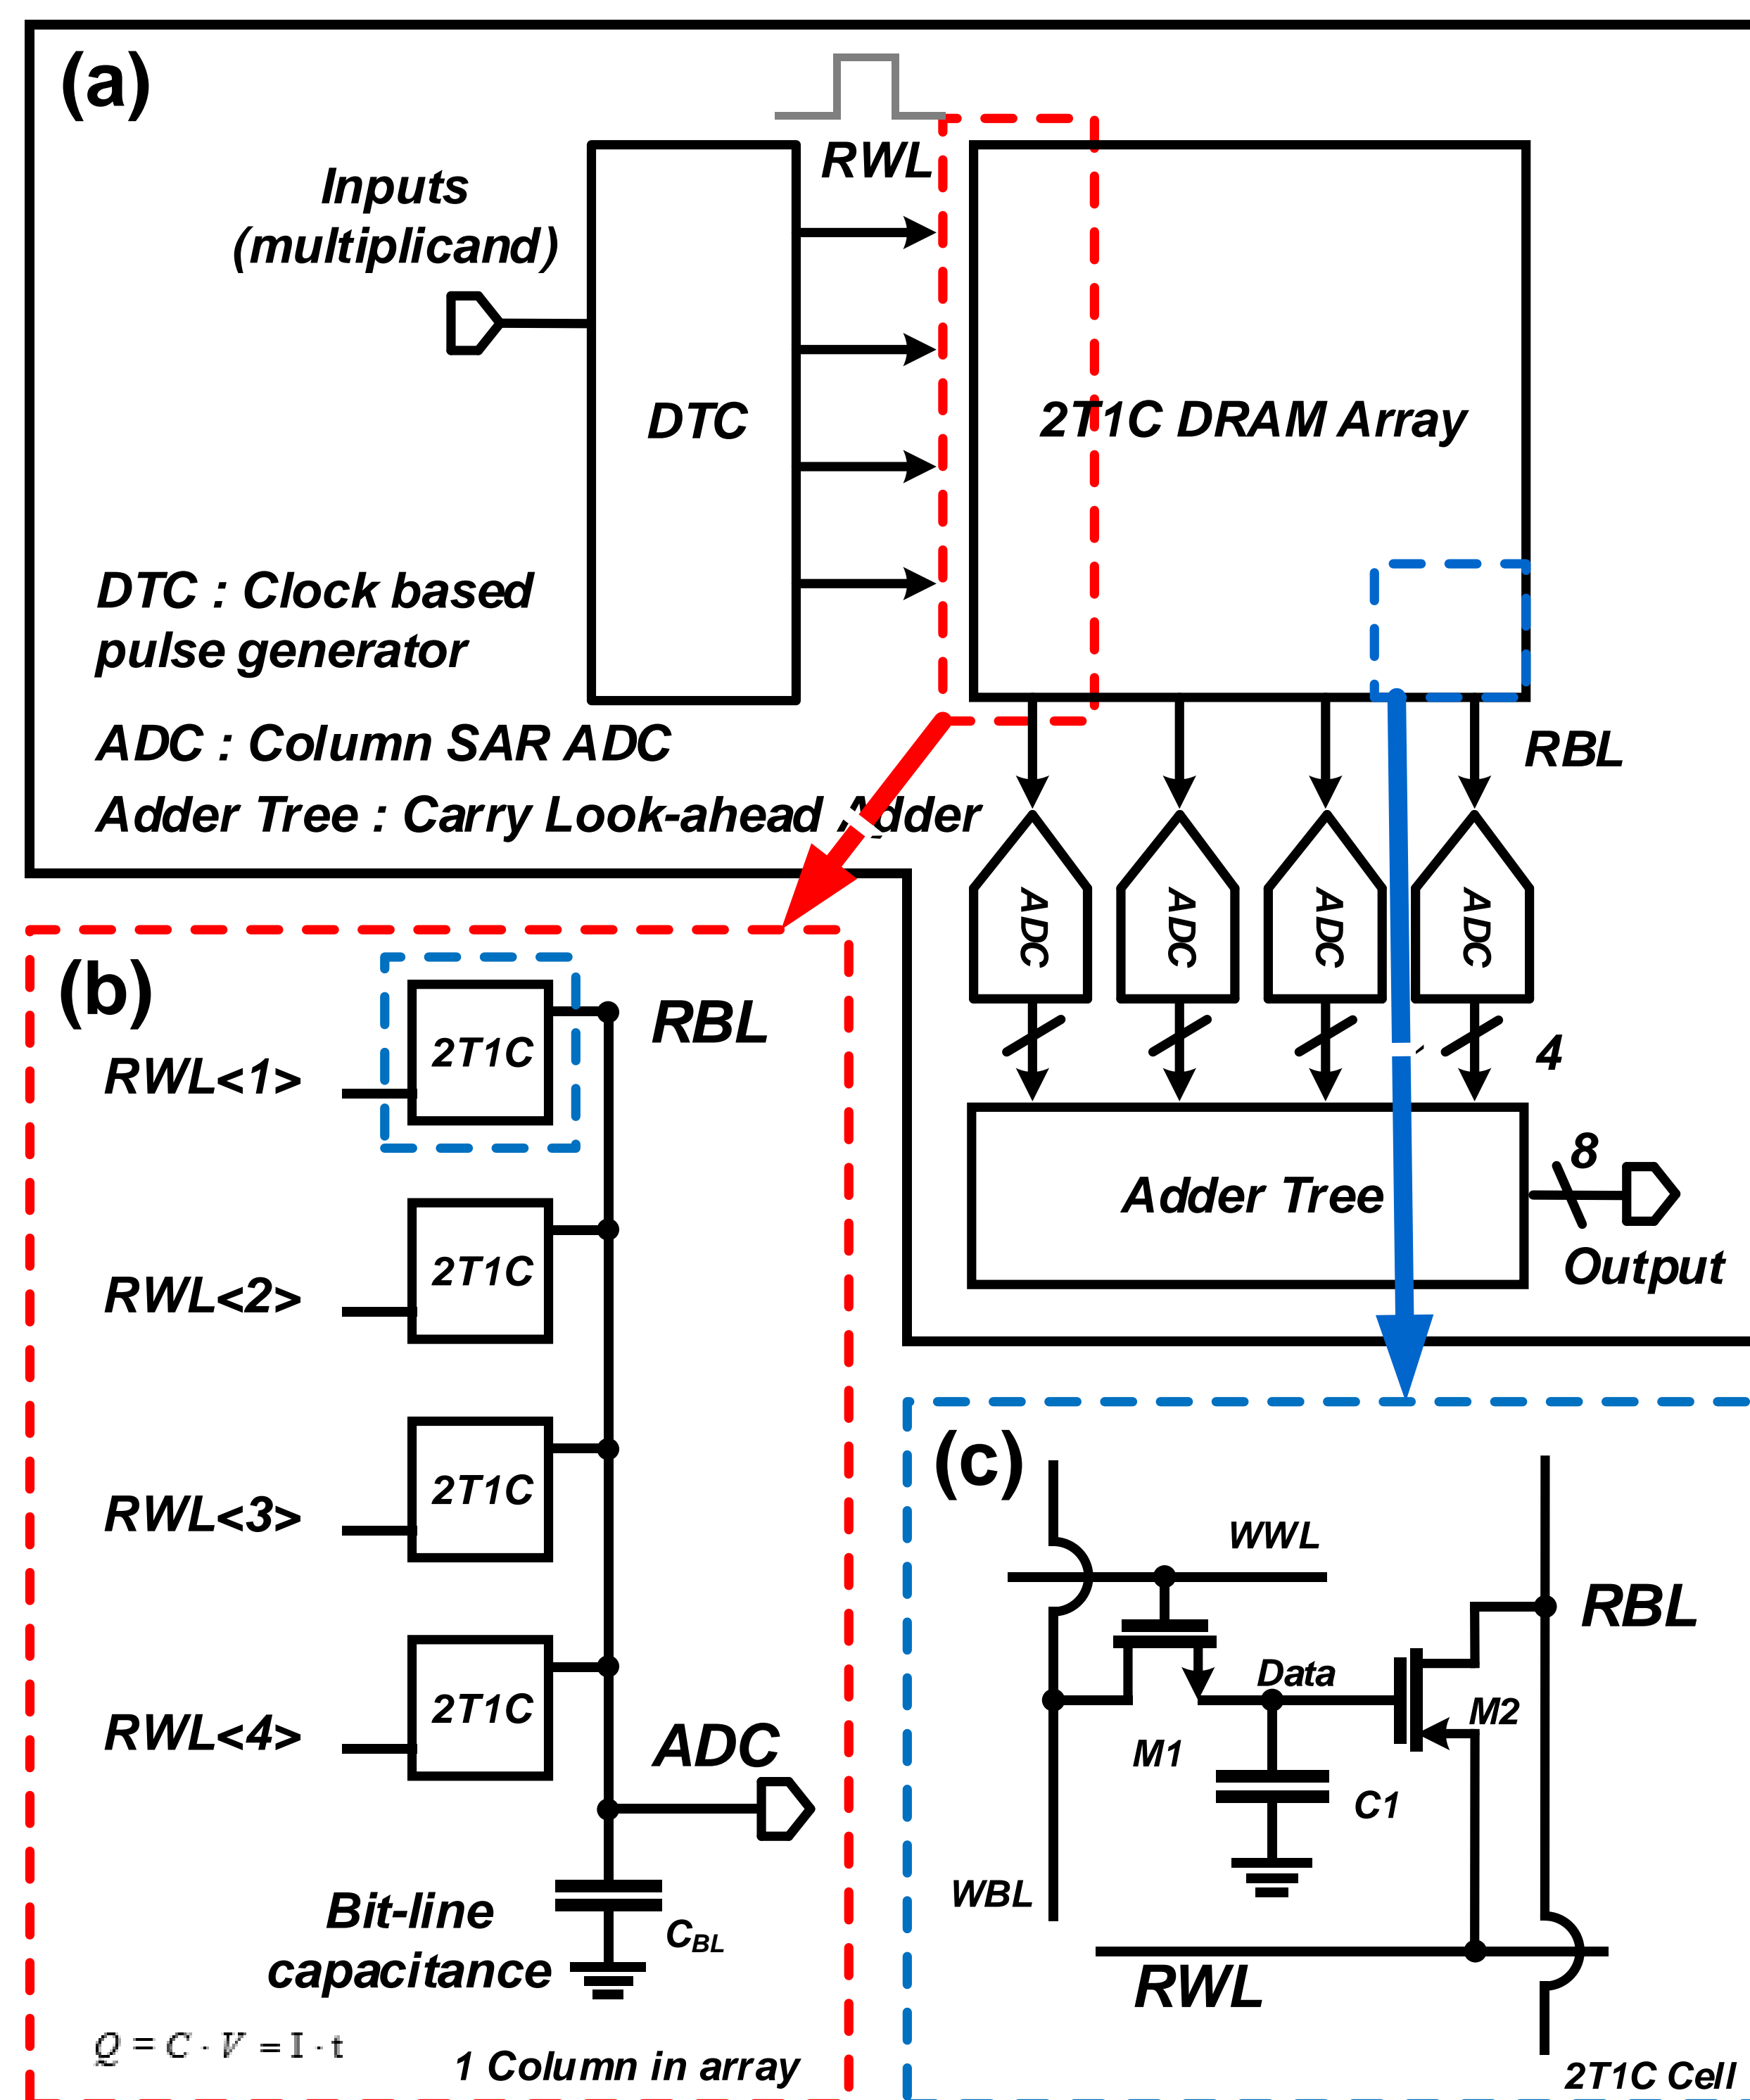 (a)
RWL
Inputs
(multiplicand)
DTC
2T1C DRAM Array
DTC : Clock based
pulse generator
ADC : Column SAR ADC
Adder Tree : Carry Look-ahead Adder
RBL
ADC
ADC
ADC
ADC
4
Adder Tree
8
Output
(b)
RBL
2T1C
RWL<1>
2T1C
RWL<2>
2T1C
RWL<3>
2T1C
RWL<4>
ADC
Bit-line
capacitance
CBL
Q = C · V = I · t
1 Column in array
(c)
WWL
RBL
Data
M2
M1
C1
WBL
RWL
2T1C Cell